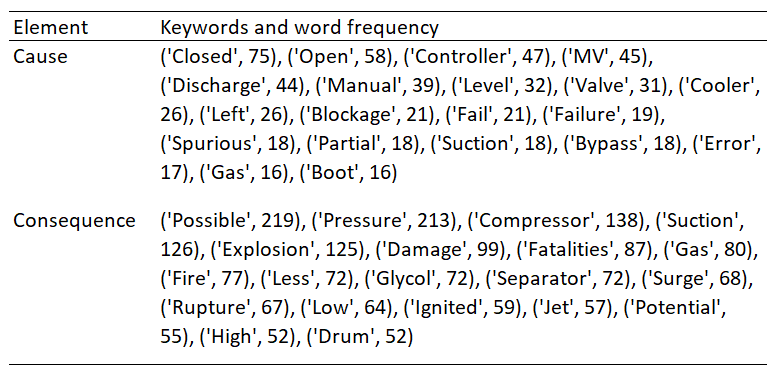 Element Keywords and word frequency
Cause ('Closed', 75), ('Open', 58), ('Controller', 47), ('MV', 45),
('Discharge', 44), ('Manual', 39), ('Level', 32), ('Valve', 31), ('Cooler',
26), ('Left', 26), ('Blockage', 21), ('Fail', 21), ('Failure', 19),
('Spurious', 18), ('Partial', 18), ('Suction', 18), ('Bypass', 18), ('Error',
17), ('Gas', 16), ('Boot', 16)
Consequence ('Possible', 219), ('Pressure', 213), ('Compressor', 138), ('Suction',
126), ('Explosion', 125), ('Damage', 99), ('Fatalities', 87), ('Gas', 80),
('Fire', 77), ('Less', 72), ('Glycol', 72), ('Separator', 72), ('Surge', 68),
('Rupture', 67), ('Low', 64), ('Ignited', 59), ('Jet', 57), ('Potential',
55), ('High', 52), ('Drum', 52)